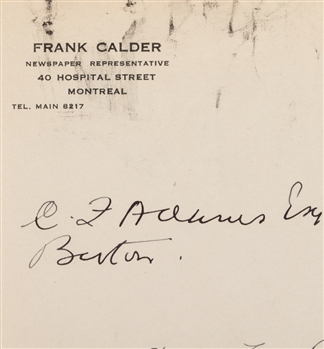 FRANK CALDER
NEWSPAPER REPRESENTATIVE
40 HOSPITAL STREET
MONTREAL
TEL. MAIN 6217
C. F Adams Esq
Boston.